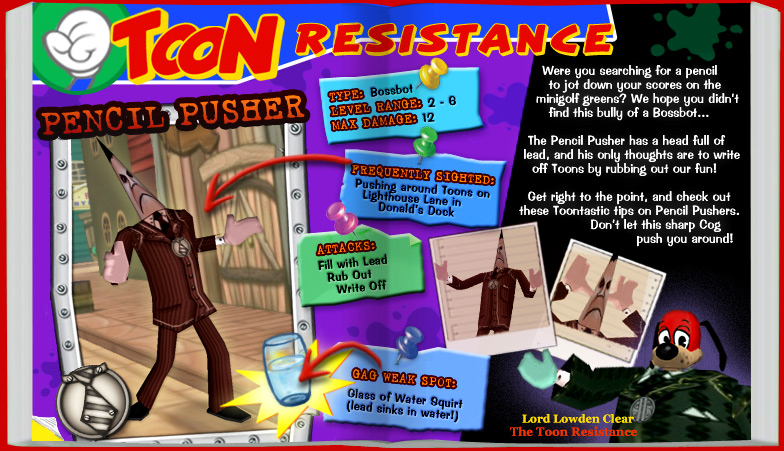 TOON RESISTANCE
PENCIL PUSHER
TYPE: Bossbot
LEVEL RANGE: 2 - 6
MAX DAMAGE: 12
FREQUENTLY SIGHTED:
Pushing around Toons on
Lighthouse Lane in
Donald's Dock
ATTACKS:
Fill with Lead
Rub Out
Write Off
GAG WEAK SPOT:
Glass of Water Squirt
(lead sinks in water!)
Were you searching for a pencil
to jot down your scores on the
minigolf greens? We hope you didn't
find this bully of a Bossbot...
The Pencil Pusher has a head full of
lead, and his only thoughts are to write
off Toons by rubbing out our fun!
Get right to the point, and check out
these Toontastic tips on Pencil Pushers.
Don't let this sharp Cog
push you around!
Lord Lowden Clear
The Toon Resistance